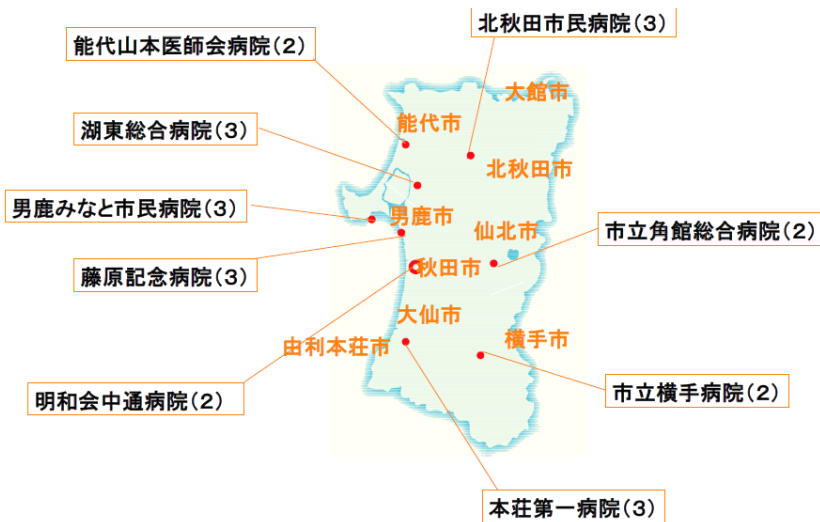 北秋田市民病院(3)
能代山本医師会病院(2)
大館市
能代市
湖東総合病院(3)
北秋田市
男鹿みなと市民病院(3)
男鹿市
仙北市
市立角館総合病院(2)
藤原記念病院(3)
秋田市
大仙市
由利本荘市
横手市
明和会中通病院(2)
市立横手病院(2)
本荘第一病院(3)